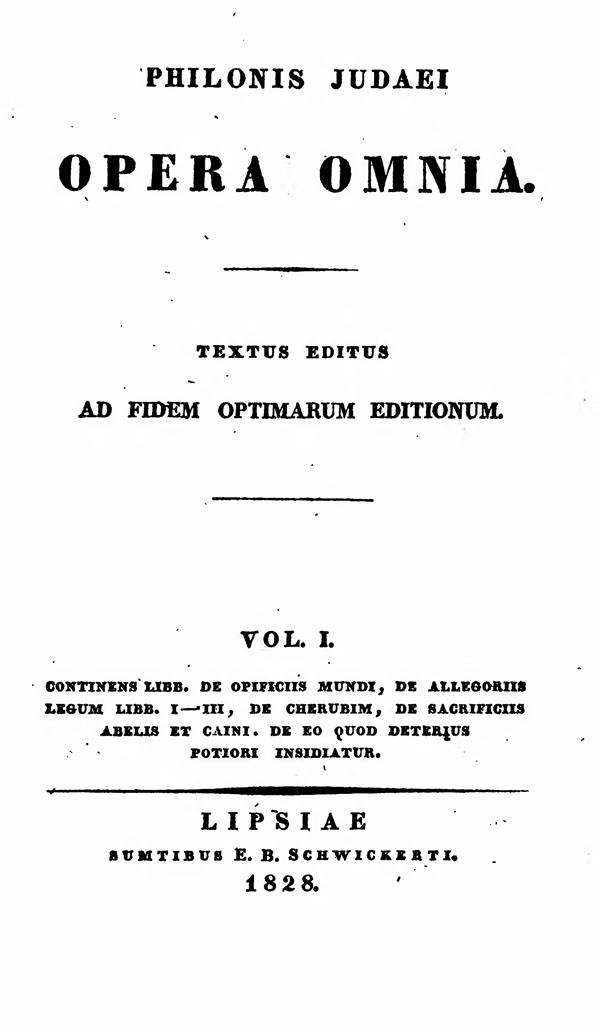 PHILONIS JUDAEI
OPERA OMNIA.
TEXTUS EDITUS
AD FIDEM OPTIMARUM EDITIONUM.
VOL. I.
CONTINENS LIBB. DE OPIFICIIS MUNDI, DE ALLEGORIIS
LEGUM LIBB. I—III, DE CHERUBIM, DE SACRIFICIIS
ABELIS ET CAINI. DE EO QUOD DETERIUS
POTIORI INSIDIATUR.
LIPSIAE
SUMTIBUS E. B. SCHWICKERTI.
1828.